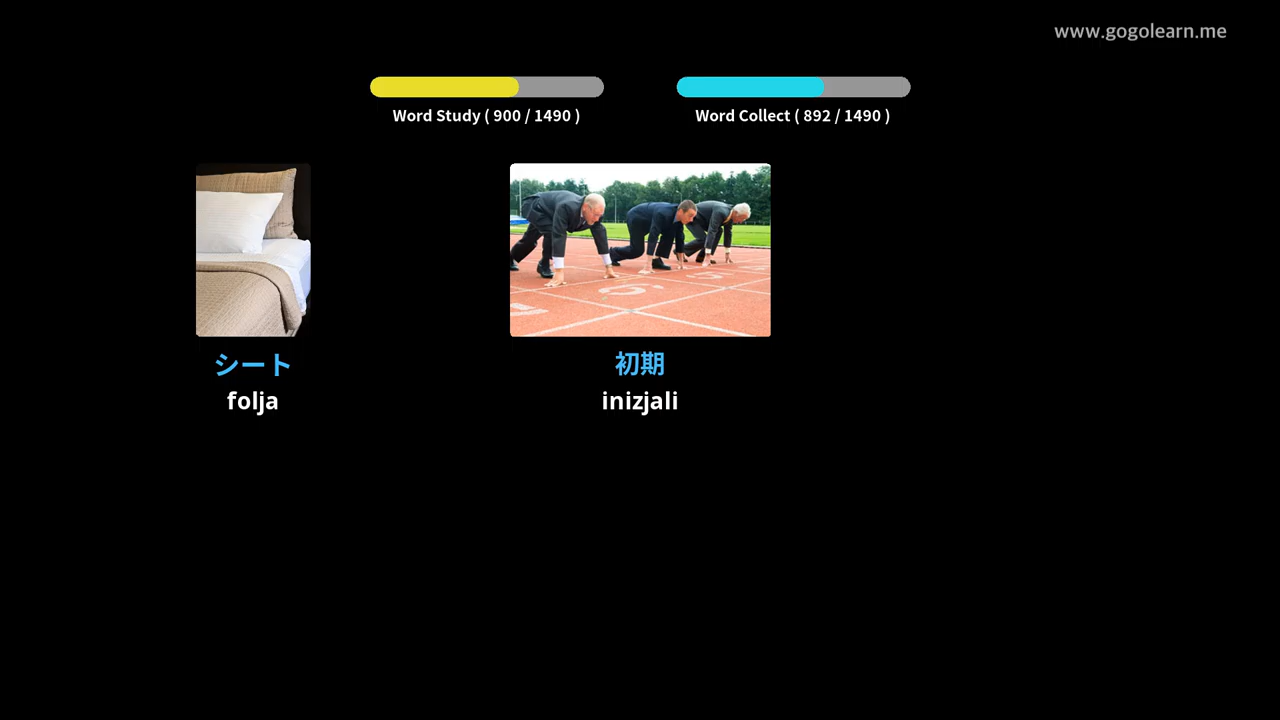 www.gogolearn.me
Word Study ( 900 / 1490 )
Word Collect ( 892 / 1490 )
シート
folja
初期
inizjali